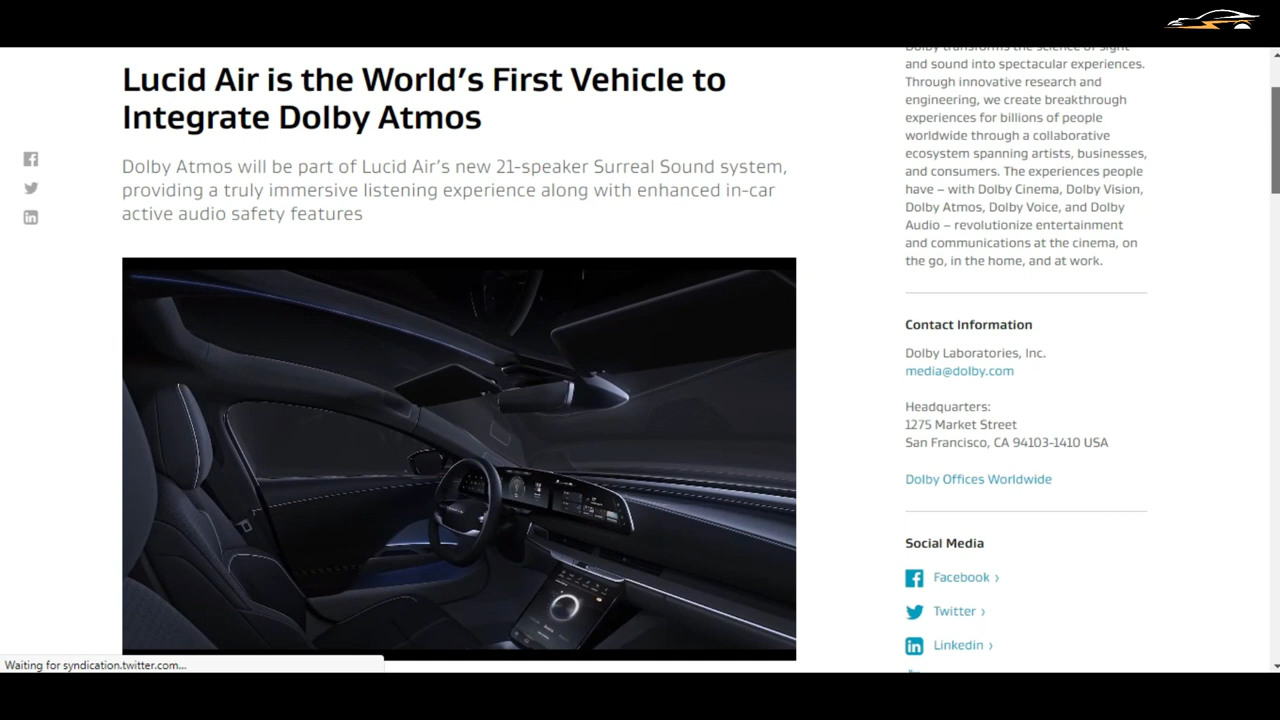 Lucid Air is the World's First Vehicle to
Integrate Dolby Atmos
Dolby Atmos will be part of Lucid Air's new 21-speaker Surreal Sound system,
providing a truly immersive listening experience along with enhanced in-car
active audio safety features
Dolby transforms the science of sight
and sound into spectacular experiences.
Through innovative research and
engineering, we create breakthrough
experiences for billions of people
worldwide through a collaborative
ecosystem spanning artists, businesses,
and consumers. The experiences people
have – with Dolby Cinema, Dolby Vision,
Dolby Atmos, Dolby Voice, and Dolby
Audio – revolutionize entertainment
and communications at the cinema, on
the go, in the home, and at work.
Contact Information
Dolby Laboratories, Inc.
media@dolby.com
Headquarters:
1275 Market Street
San Francisco, CA 94103-1410 USA
Dolby Offices Worldwide
Social Media
Facebook ›
Twitter ›
Linkedin ›
Waiting for syndication.twitter.com...